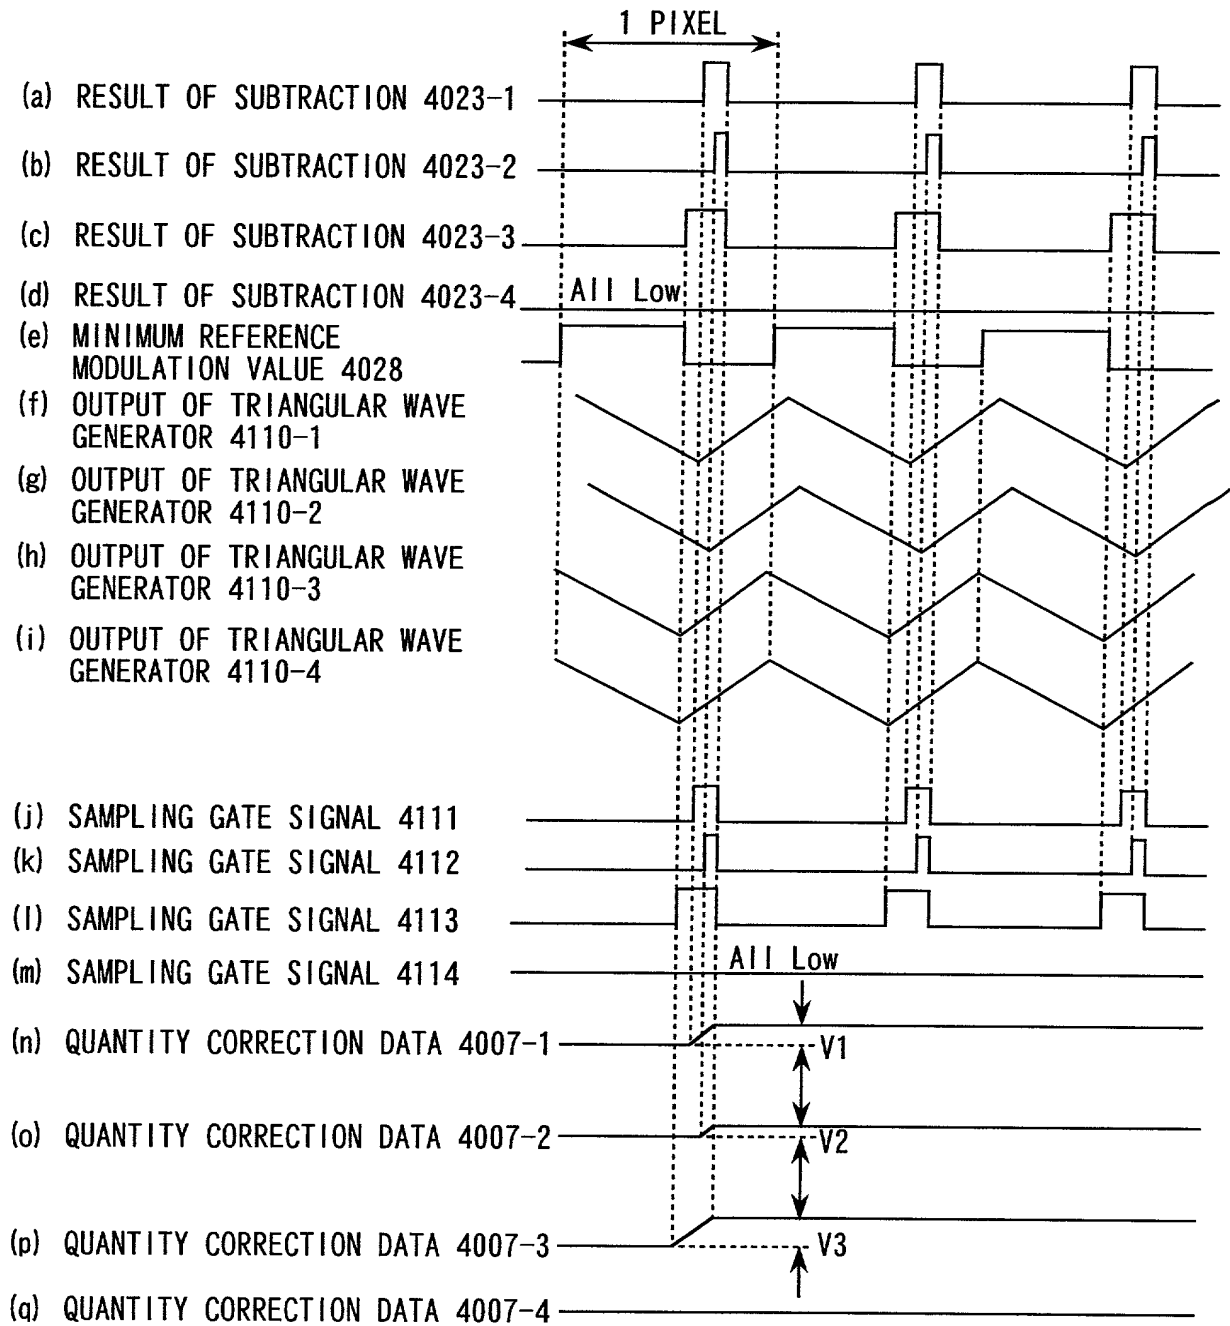 1 PIXEL
(a) RESULT OF SUBTRACTION 4023-1
(b) RESULT OF SUBTRACTION 4023-2
(c) RESULT OF SUBTRACTION 4023-3
(d) RESULT OF SUBTRACTION 4023-4
All Low
(e) MINIMUM REFERENCE
MODULATION VALUE 4028
(f) OUTPUT OF TRIANGULAR WAVE
GENERATOR 4110-1
(g) OUTPUT OF TRIANGULAR WAVE
GENERATOR 4110-2
(h) OUTPUT OF TRIANGULAR WAVE
GENERATOR 4110-3
(i) OUTPUT OF TRIANGULAR WAVE
GENERATOR 4110-4
(j) SAMPLING GATE SIGNAL 4111
(k) SAMPLING GATE SIGNAL 4112
(l) SAMPLING GATE SIGNAL 4113
(m) SAMPLING GATE SIGNAL 4114
All Low
(n) QUANTITY CORRECTION DATA 4007-1
V1
(o) QUANTITY CORRECTION DATA 4007-2
V2
(p) QUANTITY CORRECTION DATA 4007-3
V3
(q) QUANTITY CORRECTION DATA 4007-4